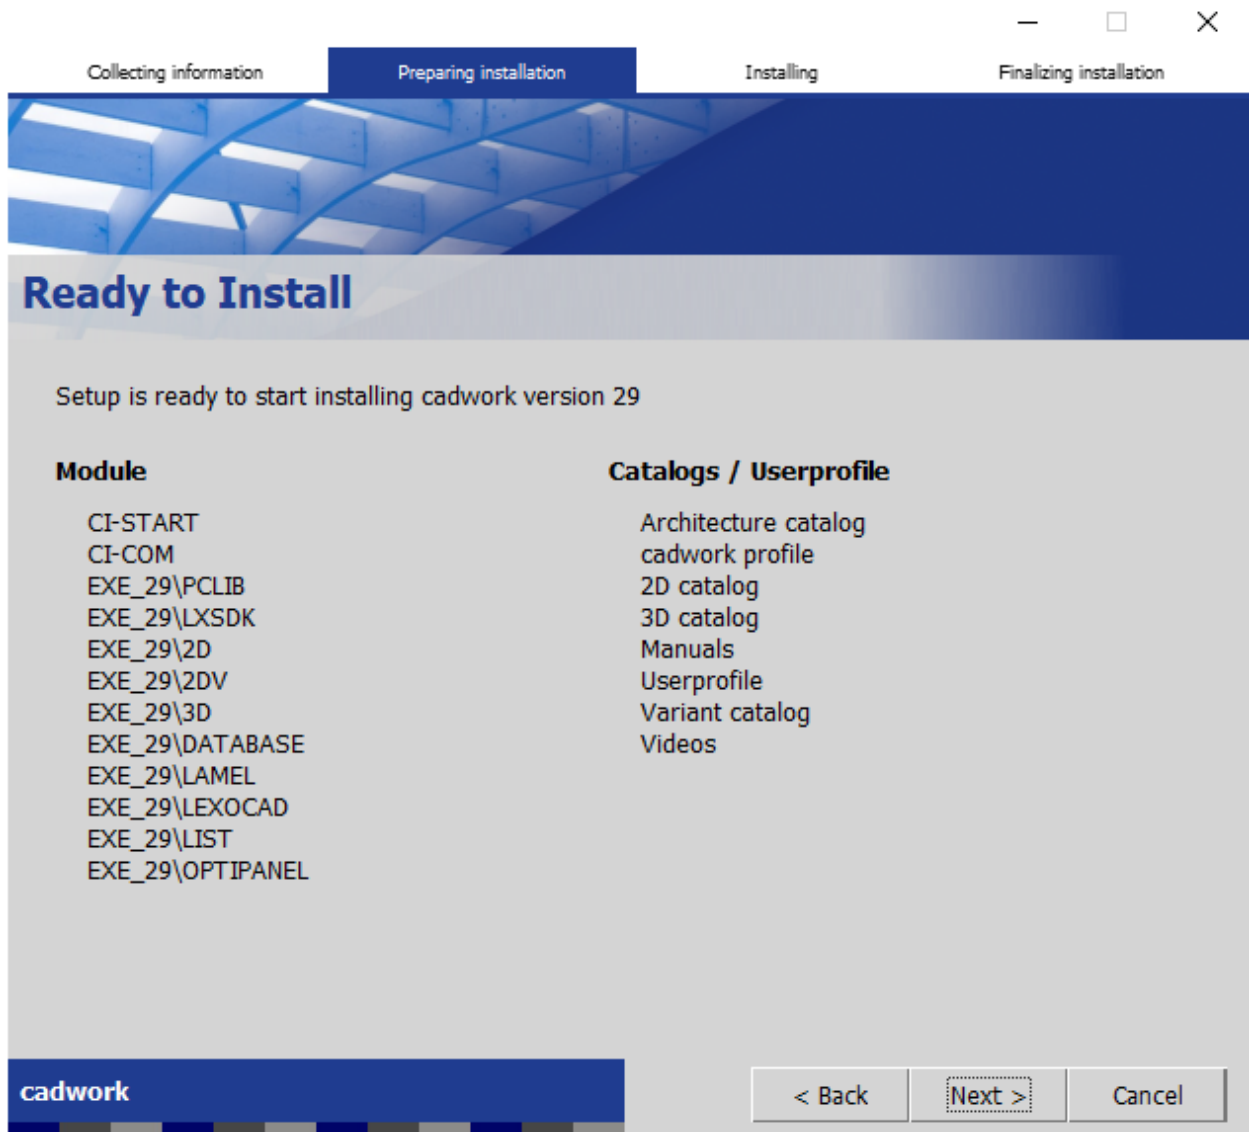 Collecting information
Preparing installation
Installing
Finalizing installation
Ready to Install
Setup is ready to start installing cadwork version 29
Module
CI-START
CI-COM
EXE_29\PCLIB
EXE_29\LXSDK
EXE_29\2D
EXE_29\2DV
EXE_29\3D
EXE_29\DATABASE
EXE_29\LAMEL
EXE_29\LEXOCAD
EXE_29\LIST
EXE_29\OPTIPANEL
Catalogs / Userprofile
Architecture catalog
cadwork profile
2D catalog
3D catalog
Manuals
Userprofile
Variant catalog
Videos
cadwork
< Back
Next >
Cancel